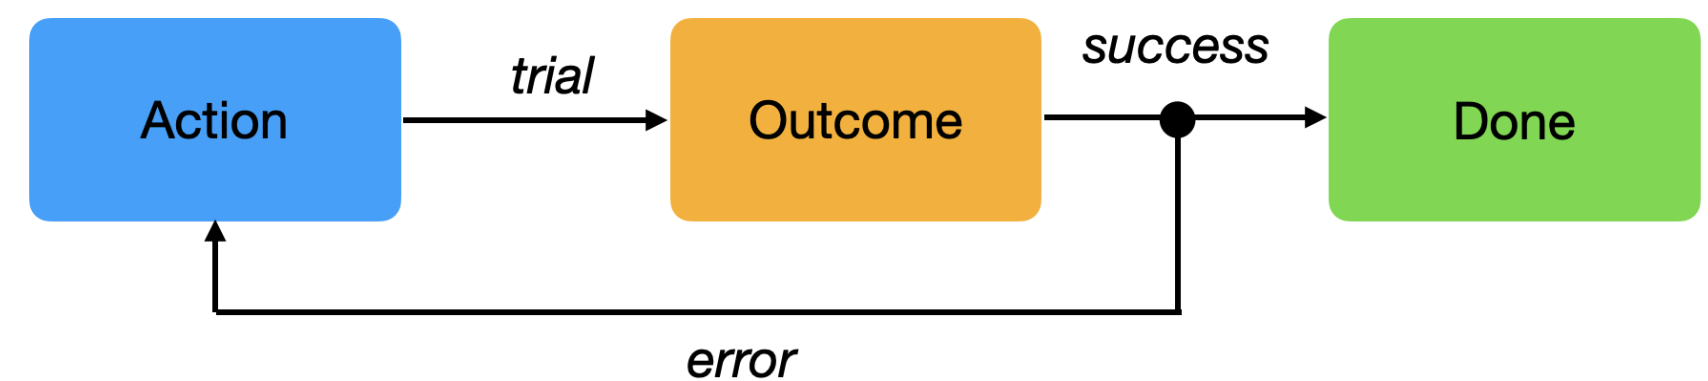 Action
trial
Outcome
success
Done
error